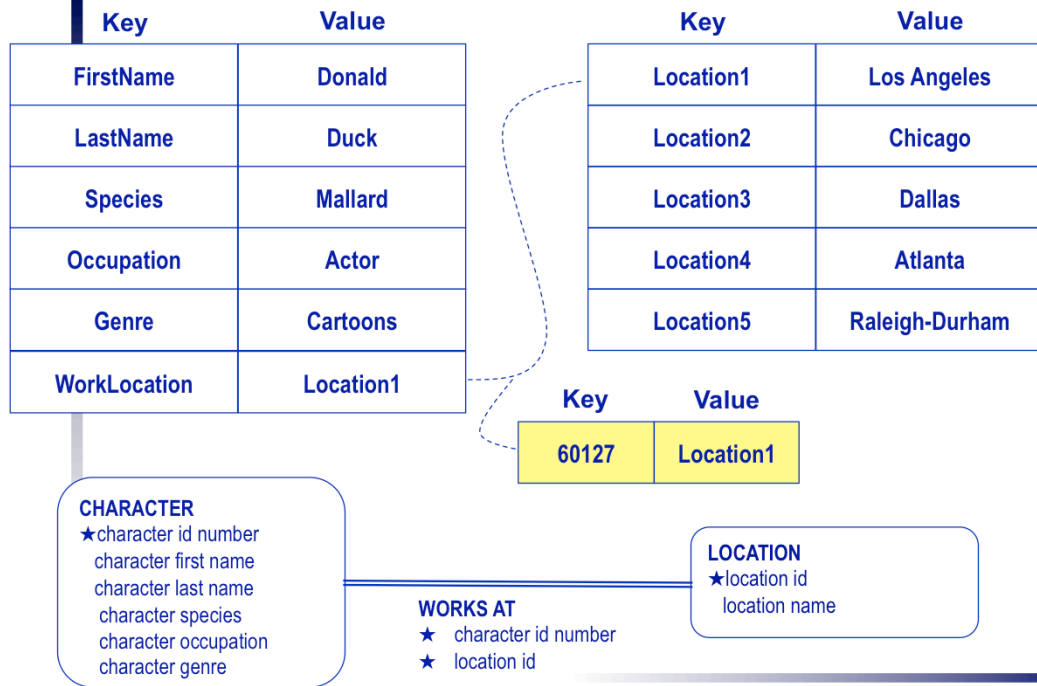 Key Value
FirstName Donald
LastName Duck
Species Mallard
Occupation Actor
Genre Cartoons
WorkLocation Location1
Key Value
Location1 Los Angeles
Location2 Chicago
Location3 Dallas
Location4 Atlanta
Location5 Raleigh-Durham
Key Value
60127 Location1
CHARACTER
★character id number
character first name
character last name
character species
character occupation
character genre
WORKS AT
★ character id number
★ location id
LOCATION
★location id
location name